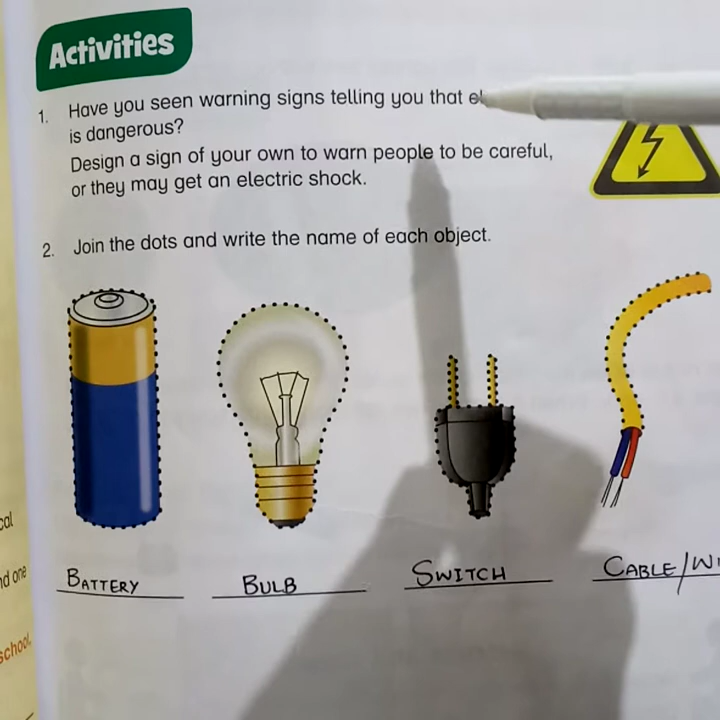 Activities
1. Have you seen warning signs telling you that
is dangerous?
Design a sign of your own to warn people to be careful,
or they may get an electric shock.
2. Join the dots and write the name of each object.
BATTERY BULB SWITCH CABLE/WI
cal
nd one
school.